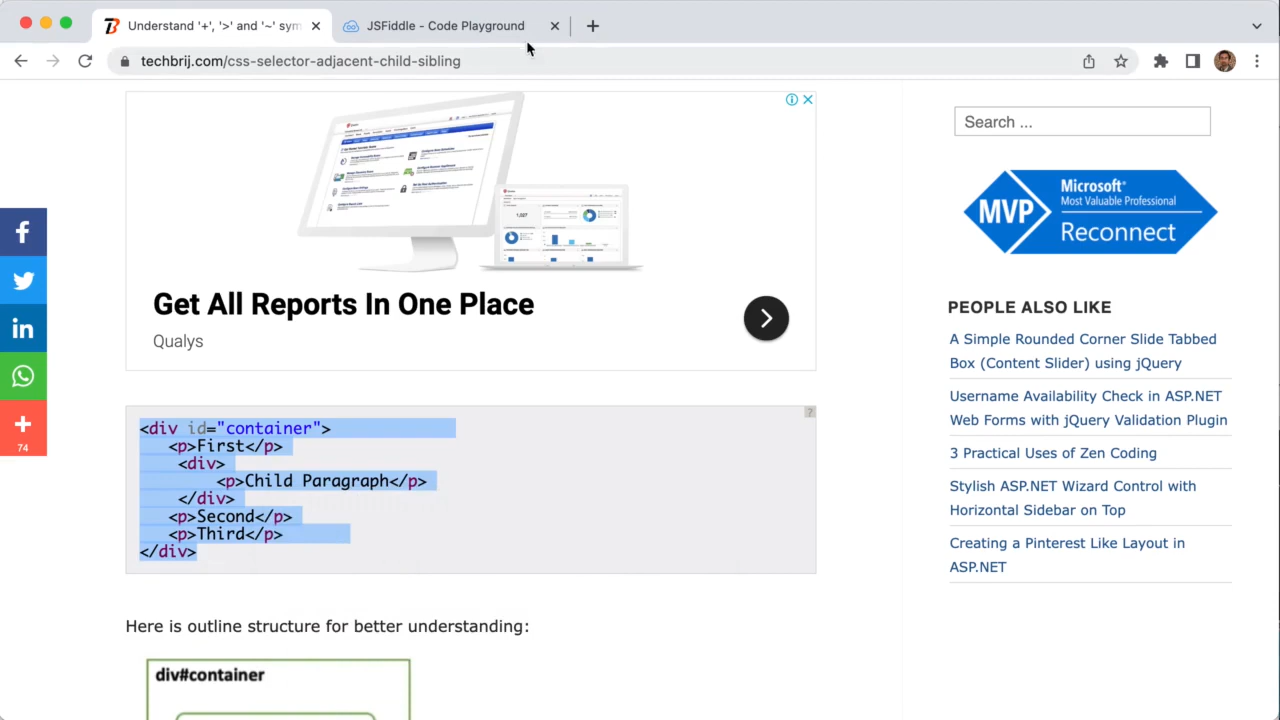 Understand '+', '>' and '~' sym
JSFiddle - Code Playground
techbrij.com/css-selector-adjacent-child-sibling
Get All Reports In One Place
Qualys
74
<div id="container">
<p>First</p>
<div>
<p>Child Paragraph</p>
</div>
<p>Second</p>
<p>Third</p>
</div>
?
Here is outline structure for better understanding:
div#container
Search ...
MVP
Microsoft®
Most Valuable Professional
Reconnect
PEOPLE ALSO LIKE
A Simple Rounded Corner Slide Tabbed
Box (Content Slider) using jQuery
Username Availability Check in ASP.NET
Web Forms with jQuery Validation Plugin
3 Practical Uses of Zen Coding
Stylish ASP.NET Wizard Control with
Horizontal Sidebar on Top
Creating a Pinterest Like Layout in
ASP.NET